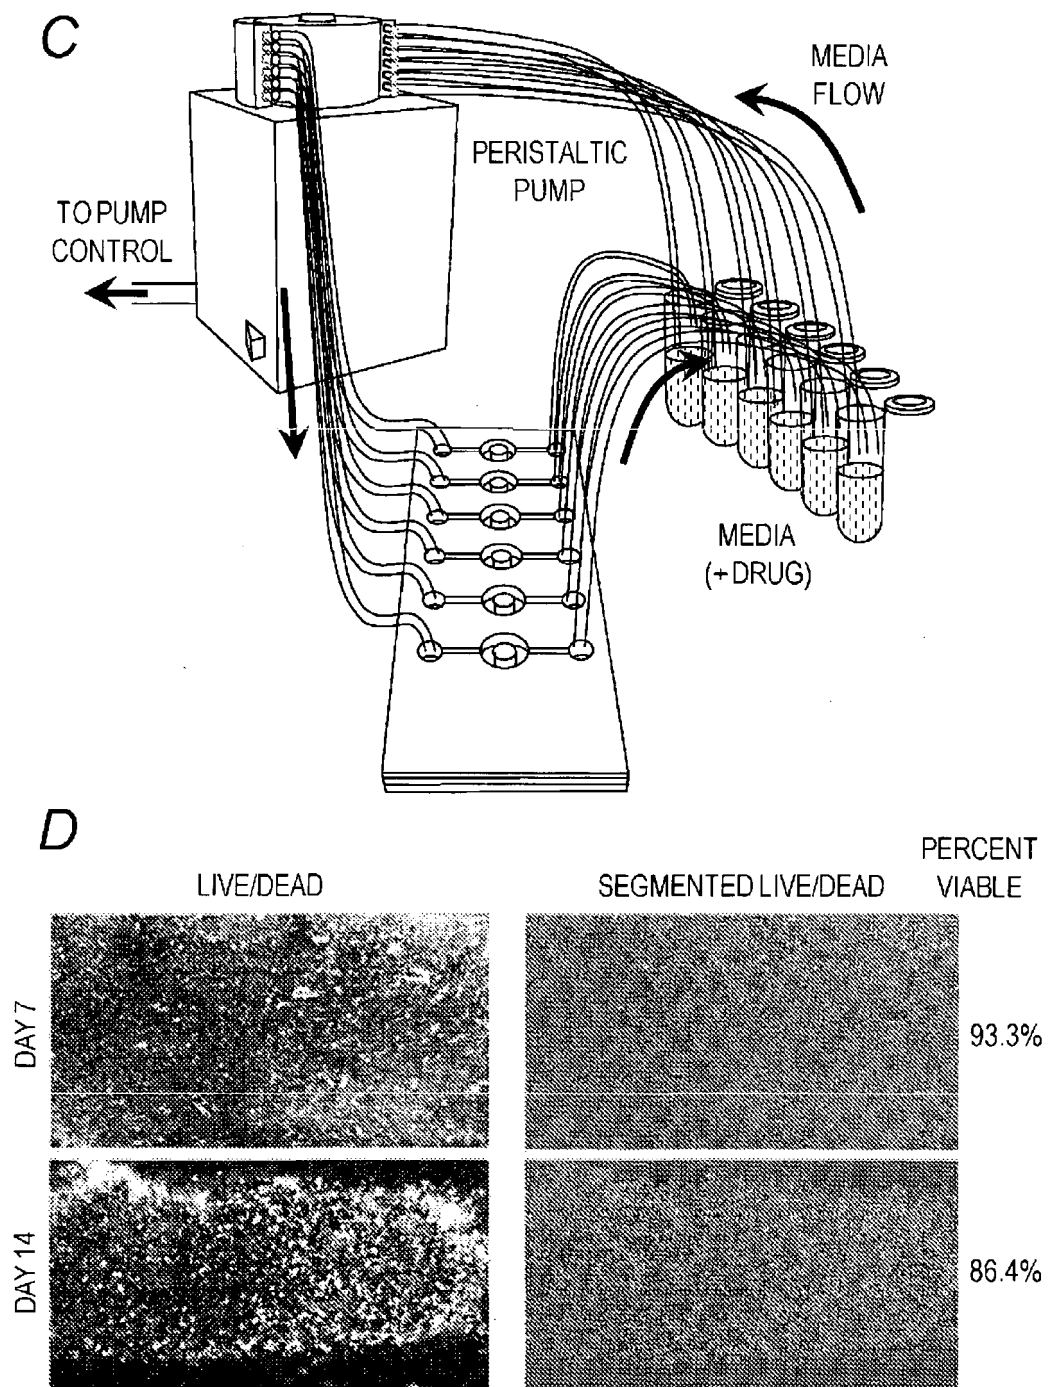 C
MEDIA
FLOW
PERISTALTIC
PUMP
TO PUMP
CONTROL
MEDIA
(+DRUG)
D
PERCENT
VIABLE
LIVE/DEAD
SEGMENTED LIVE/DEAD
DAY 7
93.3%
DAY 14
86.4%